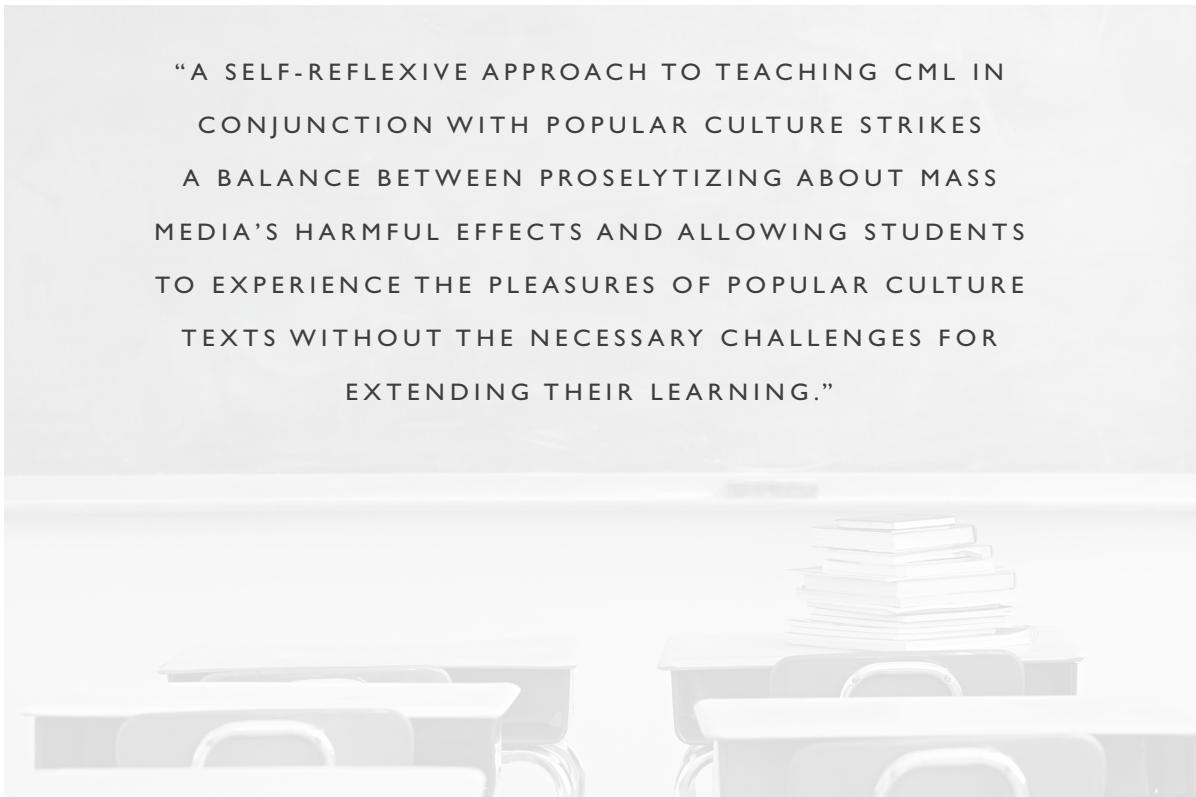 “A SELF-REFLEXIVE APPROACH TO TEACHING CML IN
CONJUNCTION WITH POPULAR CULTURE STRIKES
A BALANCE BETWEEN PROSELYTIZING ABOUT MASS
MEDIA’S HARMFUL EFFECTS AND ALLOWING STUDENTS
TO EXPERIENCE THE PLEASURES OF POPULAR CULTURE
TEXTS WITHOUT THE NECESSARY CHALLENGES FOR
EXTENDING THEIR LEARNING.”